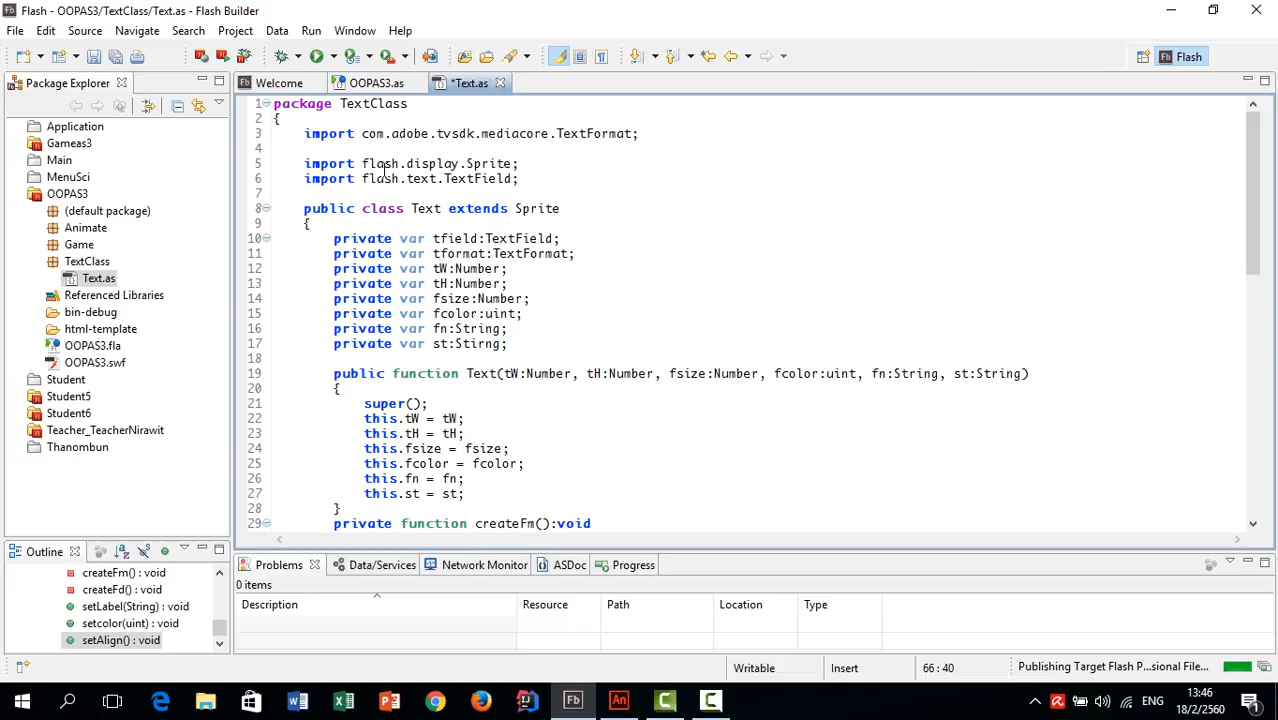 Flash - OOPAS3/TextClass/Text.as - Flash Builder
File Edit Source Navigate Search Project Data Run Window Help
Flash
Package Explorer
Welcome OOPAS3.as *Text.as
Application
Gameas3
Main
MenuSci
OOPAS3
(default package)
Animate
Game
TextClass
Text.as
Referenced Libraries
bin-debug
html-template
OOPAS3.fla
OOPAS3.swf
Student
Student5
Student6
Teacher_TeacherNirawit
Thanombun
1 package TextClass
2 {
3 import com.adobe.tvsdk.mediacore.TextFormat;
4
5 import flash.display.Sprite;
6 import flash.text.TextField;
7
8 public class Text extends Sprite
9 {
10 private var tfield:TextField;
11 private var tformat:TextFormat;
12 private var tW:Number;
13 private var tH:Number;
14 private var fsize:Number;
15 private var fcolor:uint;
16 private var fn:String;
17 private var st:Stirng;
18
19 public function Text(tW:Number, tH:Number, fsize:Number, fcolor:uint, fn:String, st:String)
20 {
21 super();
22 this.tW = tW;
23 this.tH = tH;
24 this.fsize = fsize;
25 this.fcolor = fcolor;
26 this.fn = fn;
27 this.st = st;
28 }
29 private function createFm():void
Outline
createFm() : void
createFd() : void
setLabel(String) : void
setcolor(uint) : void
setAlign() : void
Problems Data/Services Network Monitor ASDoc Progress
0 items
Description Resource Path Location Type
Writable Insert 66 : 40 Publishing Target Flash P...sional File...
ENG
13:46
18/2/2560